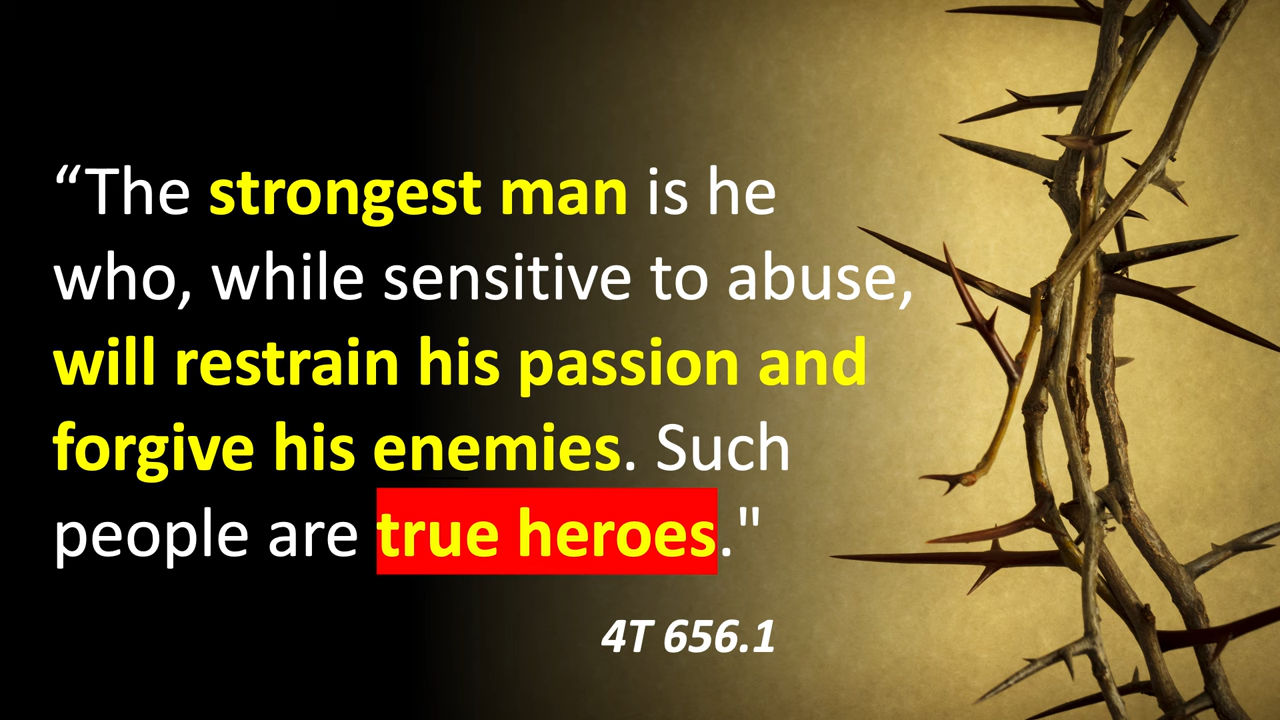 “The strongest man is he
who, while sensitive to abuse,
will restrain his passion and
forgive his enemies. Such
people are true heroes."
4T 656.1